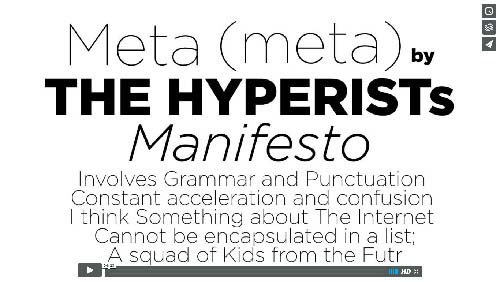 Meta (meta) by
THE HYPERISTs
Manifesto
Involves Grammar and Punctuation
Constant acceleration and confusion
I think Something about The Internet
Cannot be encapsulated in a list;
A squad of Kids from the Futr
HD